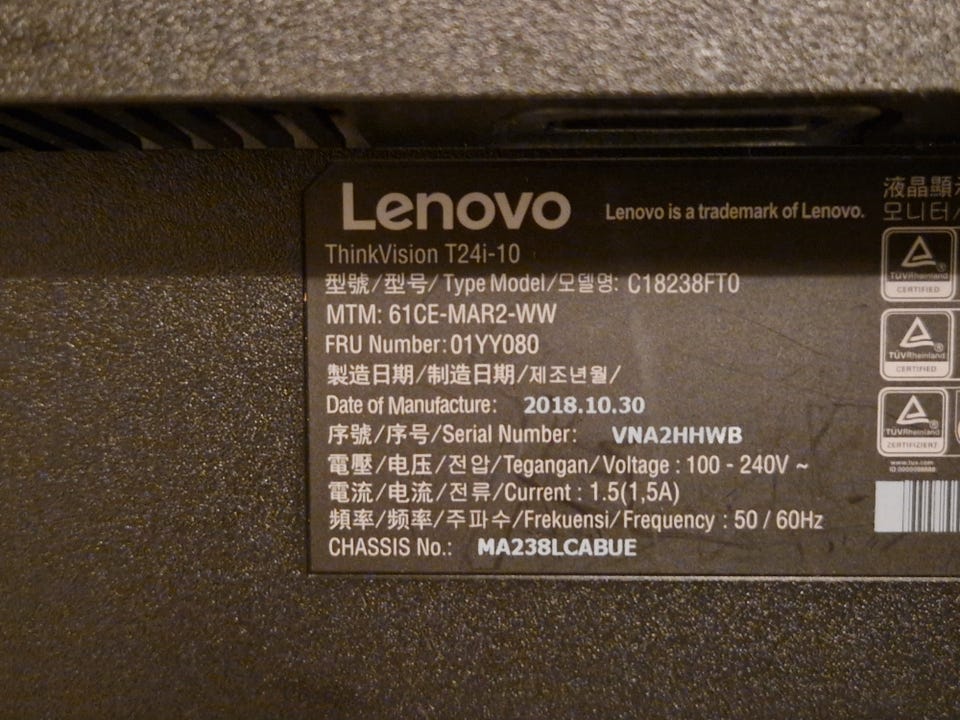 Lenovo
Lenovo is a trademark of Lenovo.
ThinkVision T24i-10
型號/型号/Type Model/모델명: C18238FT0
MTM: 61CE-MAR2-WW
FRU Number: 01YY080
製造日期/制造日期/제조년월/
Date of Manufacture: 2018.10.30
序號/序号/Serial Number: VNA2HHWB
電壓/电压/전압/Tegangan/Voltage : 100 - 240V ~
電流/电流/전류/Current : 1.5(1,5A)
頻率/频率/주파수/Frekuensi/Frequency : 50 / 60Hz
CHASSIS No.: MA238LCABUE
液晶顯
모니터/
TÜVRheinland
CERTIFIED
TÜVRheinland
CERTIFIED
TÜVRheinland
ZERTIFIZIERT
www.tuv.com